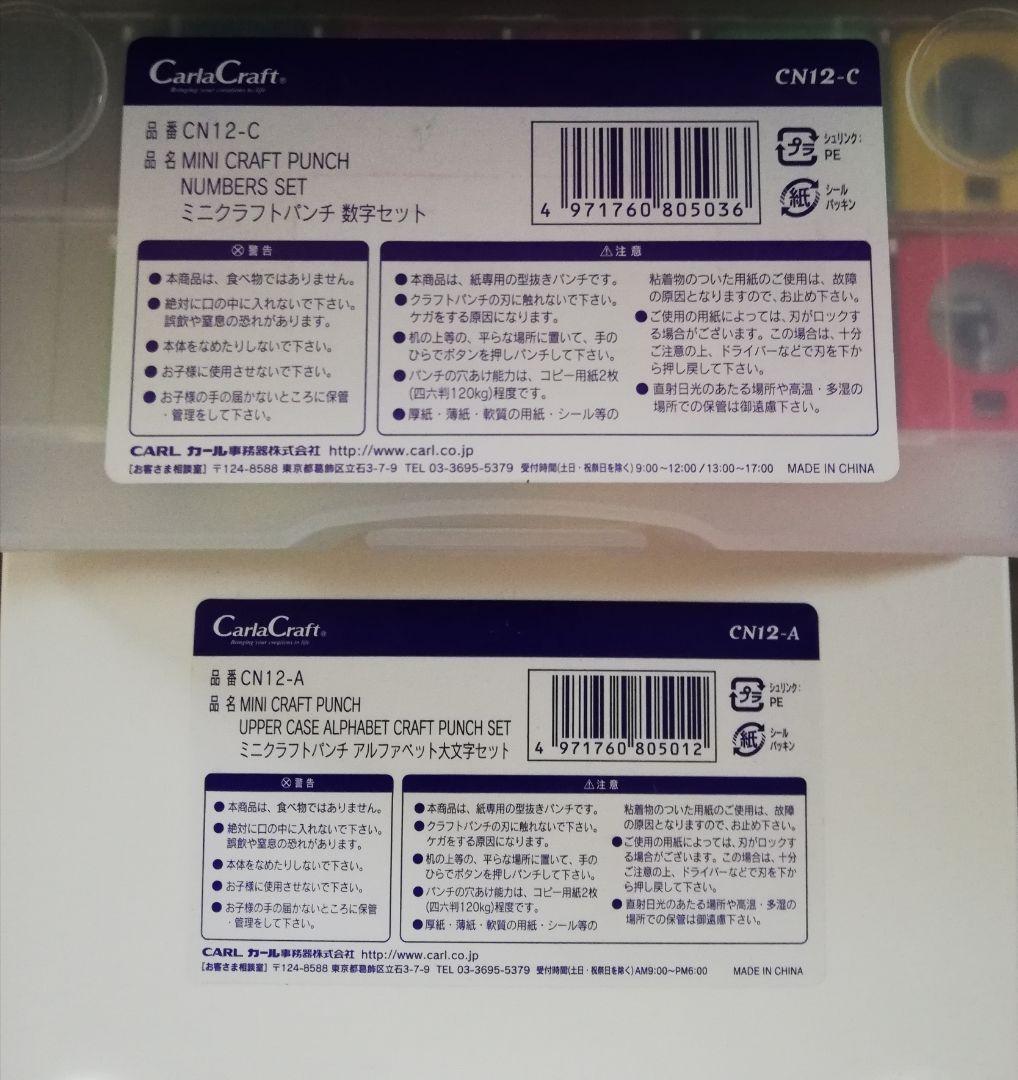 CarlaCraft®
Bringing your creations to life
CN12-C
品番 CN12-C
品名 MINI CRAFT PUNCH
NUMBERS SET
ミニクラフトパンチ 数字セット
4 971760 805036
プラ
シュリンク:
PE
紙
シール
パッキン
警告
●本商品は、食べ物ではありません。
●絶対に口の中に入れないで下さい。
誤飲や窒息の恐れがあります。
●本体をなめたりしないで下さい。
●お子様に使用させないで下さい。
●お子様の手の届かないところに保管
・管理をして下さい。
⚠注意
●本商品は、紙専用の型抜きパンチです。
●クラフトパンチの刃に触れないで下さい。
ケガをする原因になります。
●机の上等の、平らな場所に置いて、手の
ひらでボタンを押しパンチして下さい。
●パンチの穴あけ能力は、コピー用紙2枚
(四六判120kg)程度です。
●厚紙・薄紙・軟質の用紙・シール等の
粘着物のついた用紙のご使用は、故障
の原因となりますので、お止め下さい。
●ご使用の用紙によっては、刃がロックす
る場合がございます。この場合は、十分
ご注意の上、ドライバーなどで刃を下か
ら押し戻して下さい。
●直射日光のあたる場所や高温・多湿の
場所での保管は御遠慮下さい。
CARL カール事務器株式会社 http://www.carl.co.jp
[お客さま相談室] 〒124-8588 東京都葛飾区立石3-7-9 TEL 03-3695-5379 受付時間(土日・祝祭日を除く)9:00〜12:00/13:00〜17:00 MADE IN CHINA
CarlaCraft®
Bringing your creations to life
CN12-A
品番 CN12-A
品名 MINI CRAFT PUNCH
UPPER CASE ALPHABET CRAFT PUNCH SET
ミニクラフトパンチ アルファベット大文字セット
4 971760 805012
プラ
シュリンク:
PE
紙
シール
パッキン
警告
●本商品は、食べ物ではありません。
●絶対に口の中に入れないで下さい。
誤飲や窒息の恐れがあります。
●本体をなめたりしないで下さい。
●お子様に使用させないで下さい。
●お子様の手の届かないところに保管
・管理をして下さい。
⚠注意
●本商品は、紙専用の型抜きパンチです。
●クラフトパンチの刃に触れないで下さい。
ケガをする原因になります。
●机の上等の、平らな場所に置いて、手の
ひらでボタンを押しパンチして下さい。
●パンチの穴あけ能力は、コピー用紙2枚
(四六判120kg)程度です。
●厚紙・薄紙・軟質の用紙・シール等の
粘着物のついた用紙のご使用は、故障
の原因となりますので、お止め下さい。
●ご使用の用紙によっては、刃がロックす
る場合がございます。この場合は、十分
ご注意の上、ドライバーなどで刃を下か
ら押し戻して下さい。
●直射日光のあたる場所や高温・多湿の
場所での保管は御遠慮下さい。
CARL カール事務器株式会社 http://www.carl.co.jp
[お客さま相談室] 〒124-8588 東京都葛飾区立石3-7-9 TEL 03-3695-5379 受付時間(土日・祝祭日を除く)AM9:00〜PM6:00 MADE IN CHINA